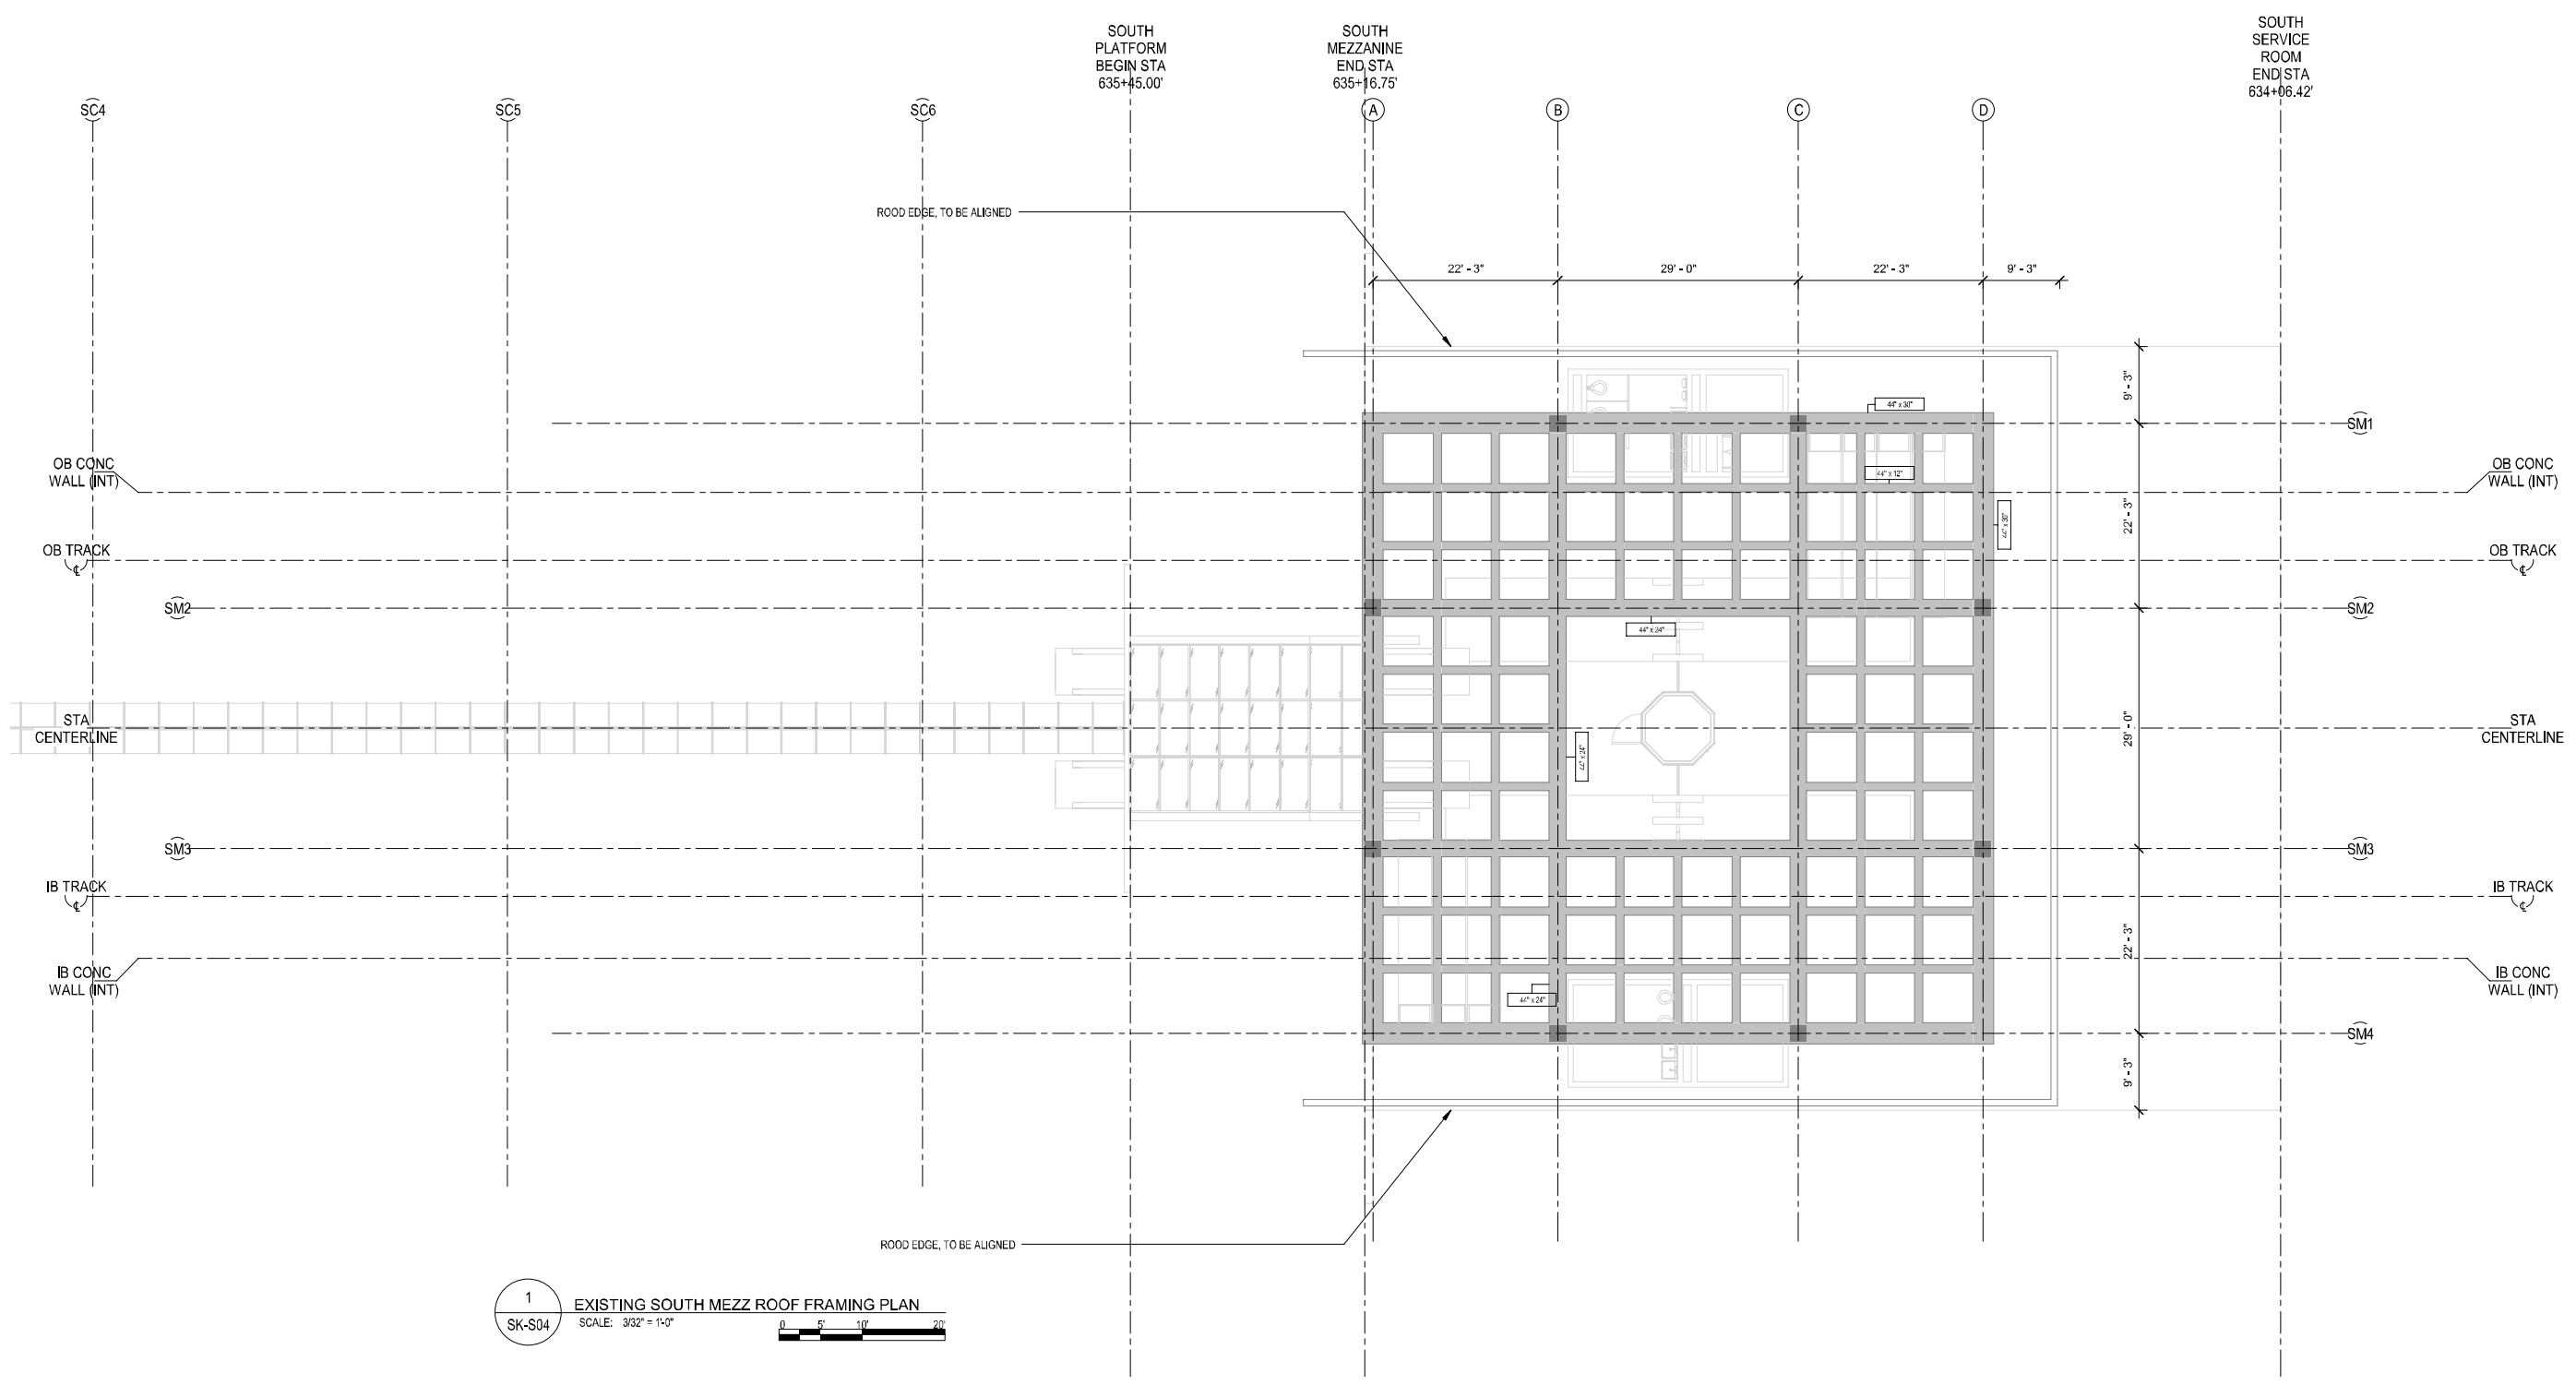 SOUTH
PLATFORM
BEGIN STA
635+45.00'
SOUTH
MEZZANINE
END STA
635+16.75'
SOUTH
SERVICE
ROOM
END STA
634+06.42'
SC4
SC5
SC6
A
B
C
D
ROOD EDGE, TO BE ALIGNED
22' - 3"
29' - 0"
22' - 3"
9' - 3"
9' - 3"
44" x 30"
SM1
OB CONC
WALL (INT)
44" x 12"
OB CONC
WALL (INT)
22' - 3"
OB TRACK
OB TRACK
SM2
SM2
44" x 24"
STA
CENTERLINE
29' - 0"
STA
CENTERLINE
SM3
SM3
IB TRACK
IB TRACK
22' - 3"
IB CONC
WALL (INT)
44" x 24"
IB CONC
WALL (INT)
SM4
9' - 3"
ROOD EDGE, TO BE ALIGNED
1
SK-S04
EXISTING SOUTH MEZZ ROOF FRAMING PLAN
SCALE: 3/32" = 1'-0"
0 5' 10' 20'